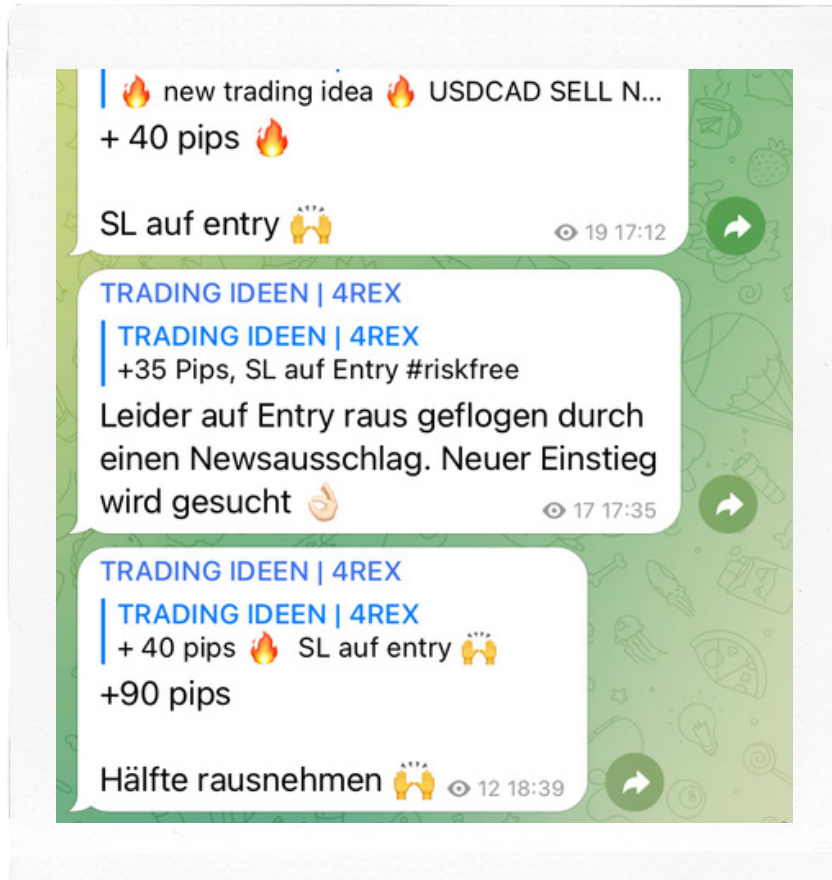 🔥 new trading idea 🔥 USDCAD SELL N...
+ 40 pips 🔥
SL auf entry 🙌
19 17:12
TRADING IDEEN | 4REX
TRADING IDEEN | 4REX
+35 Pips, SL auf Entry #riskfree
Leider auf Entry raus geflogen durch
einen Newsausschlag. Neuer Einstieg
wird gesucht 👌🏻
17 17:35
TRADING IDEEN | 4REX
TRADING IDEEN | 4REX
+ 40 pips 🔥 SL auf entry 🙌
+90 pips
Hälfte rausnehmen 🙌
12 18:39